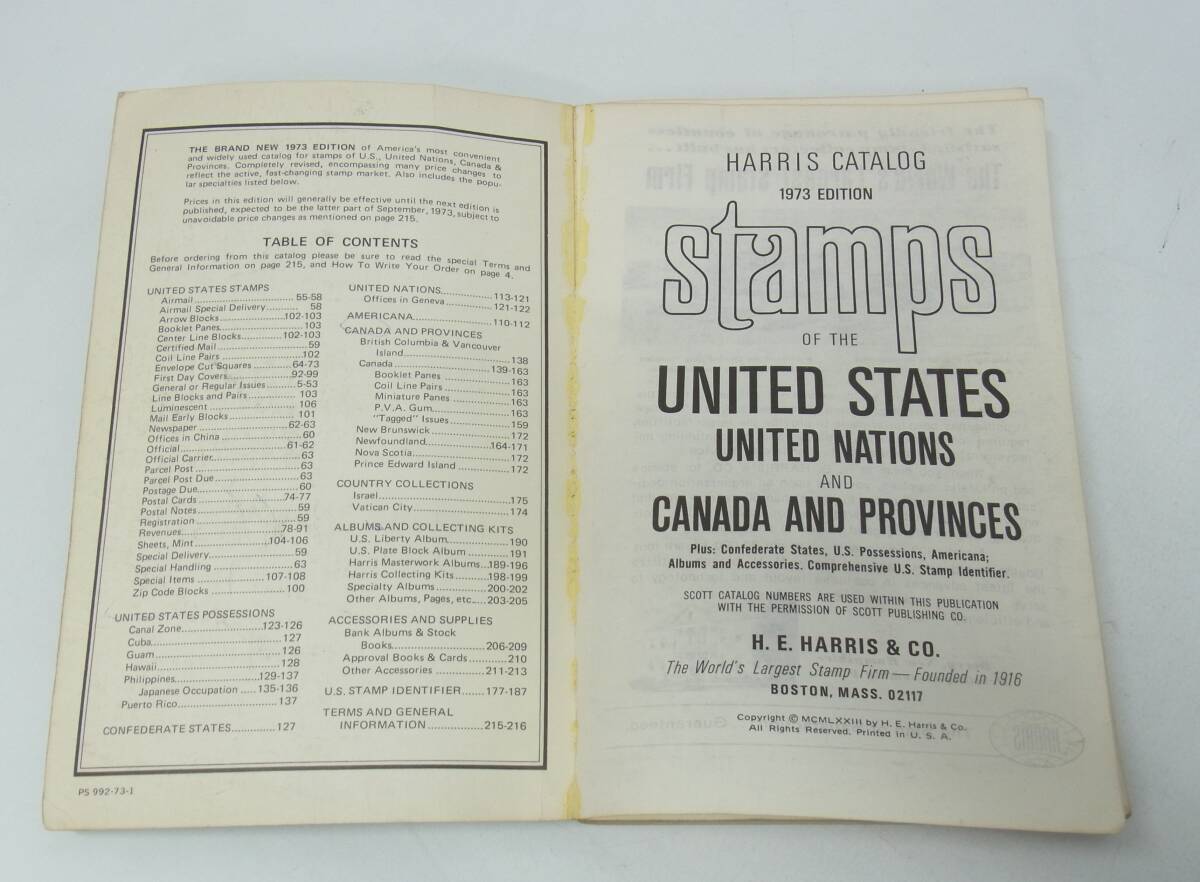 THE BRAND NEW 1973 EDITION of America's most convenient
and widely used catalog for stamps of U.S., United Nations, Canada &
Provinces. Completely revised, encompassing many price changes to
reflect the active, fast-changing stamp market. Also includes the popu-
lar specialties listed below.
Prices in this edition will generally be effective until the next edition is
published, expected to be the latter part of September, 1973, subject to
unavoidable price changes as mentioned on page 215.
TABLE OF CONTENTS
Before ordering from this catalog please be sure to read the special Terms and
General Information on page 215, and How To Write Your Order on page 4.
UNITED STATES STAMPS
Airmail 55-58
Airmail Special Delivery 58
Arrow Blocks 102-103
Booklet Panes 103
Center Line Blocks 102-103
Certified Mail 59
Coil Line Pairs 102
Envelope Cut Squares 64-73
First Day Covers 92-99
General or Regular Issues 5-53
Line Blocks and Pairs 103
Luminescent 106
Mail Early Blocks 101
Newspaper 62-63
Offices in China 60
Official 61-62
Official Carrier 63
Parcel Post 63
Parcel Post Due 63
Postage Due 60
Postal Cards 74-77
Postal Notes 59
Registration 59
Revenues 78-91
Sheets, Mint 104-106
Special Delivery 59
Special Handling 63
Special Items 107-108
Zip Code Blocks 100
UNITED STATES POSSESSIONS
Canal Zone 123-126
Cuba 127
Guam 126
Hawaii 128
Philippines 129-137
Japanese Occupation 135-136
Puerto Rico 137
CONFEDERATE STATES 127
UNITED NATIONS 113-121
Offices in Geneva 121-122
AMERICANA 110-112
CANADA AND PROVINCES
British Columbia & Vancouver
Island 138
Canada 139-163
Booklet Panes 163
Coil Line Pairs 163
Miniature Panes 163
P.V.A. Gum 163
"Tagged" Issues 159
New Brunswick 172
Newfoundland 164-171
Nova Scotia 172
Prince Edward Island 172
COUNTRY COLLECTIONS
Israel 175
Vatican City 174
ALBUMS AND COLLECTING KITS
U.S. Liberty Album 190
U.S. Plate Block Album 191
Harris Masterwork Albums 189-196
Harris Collecting Kits 198-199
Specialty Albums 200-202
Other Albums, Pages, etc. 203-205
ACCESSORIES AND SUPPLIES
Bank Albums & Stock
Books 206-209
Approval Books & Cards 210
Other Accessories 211-213
U.S. STAMP IDENTIFIER 177-187
TERMS AND GENERAL
INFORMATION 215-216
PS 992-73-1
HARRIS CATALOG
1973 EDITION
stamps
OF THE
UNITED STATES
UNITED NATIONS
AND
CANADA AND PROVINCES
Plus: Confederate States, U.S. Possessions, Americana;
Albums and Accessories. Comprehensive U.S. Stamp Identifier.
SCOTT CATALOG NUMBERS ARE USED WITHIN THIS PUBLICATION
WITH THE PERMISSION OF SCOTT PUBLISHING CO.
H. E. HARRIS & CO.
The World's Largest Stamp Firm — Founded in 1916
BOSTON, MASS. 02117
Copyright © MCMLXXIII by H. E. Harris & Co.
All Rights Reserved. Printed in U. S. A.